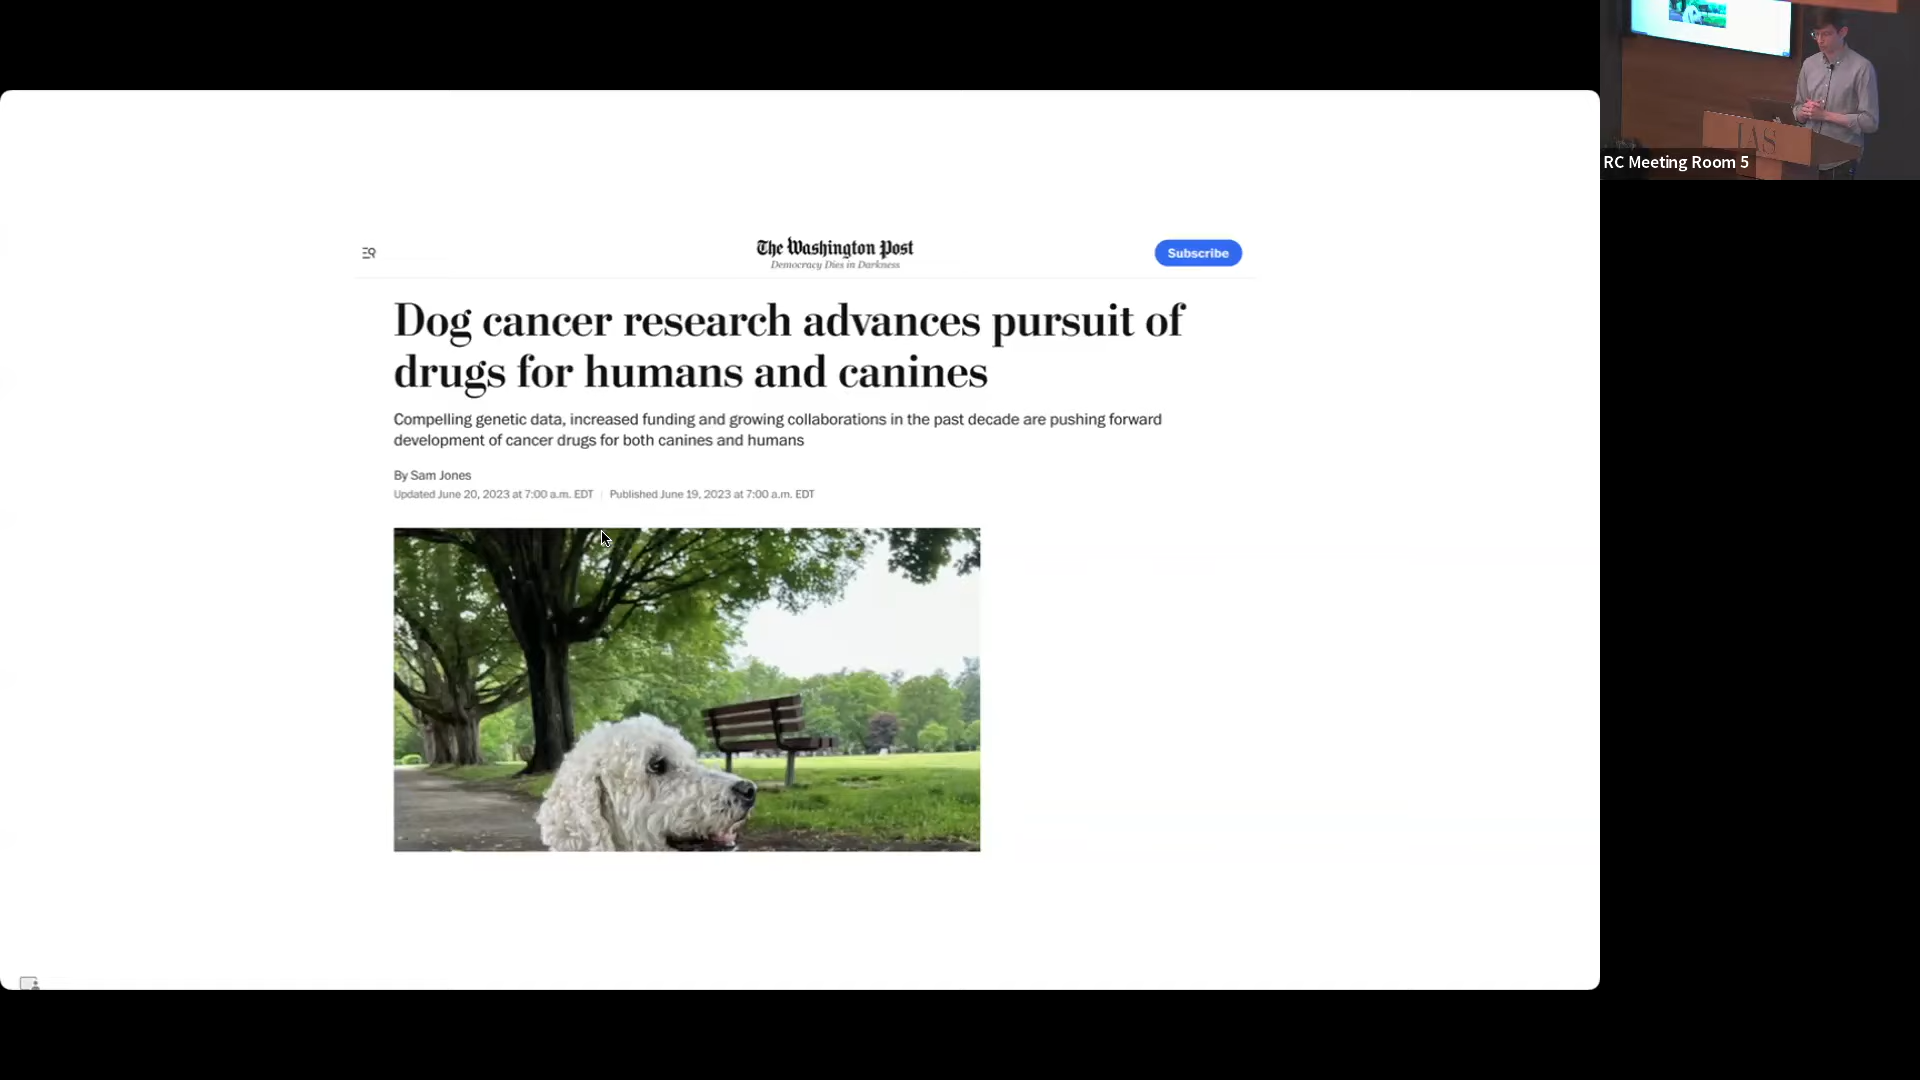 The Washington Post
Democracy Dies in Darkness
Subscribe
Dog cancer research advances pursuit of
drugs for humans and canines
Compelling genetic data, increased funding and growing collaborations in the past decade are pushing forward
development of cancer drugs for both canines and humans
By Sam Jones
Updated June 20, 2023 at 7:00 a.m. EDT | Published June 19, 2023 at 7:00 a.m. EDT
IAS
RC Meeting Room 5